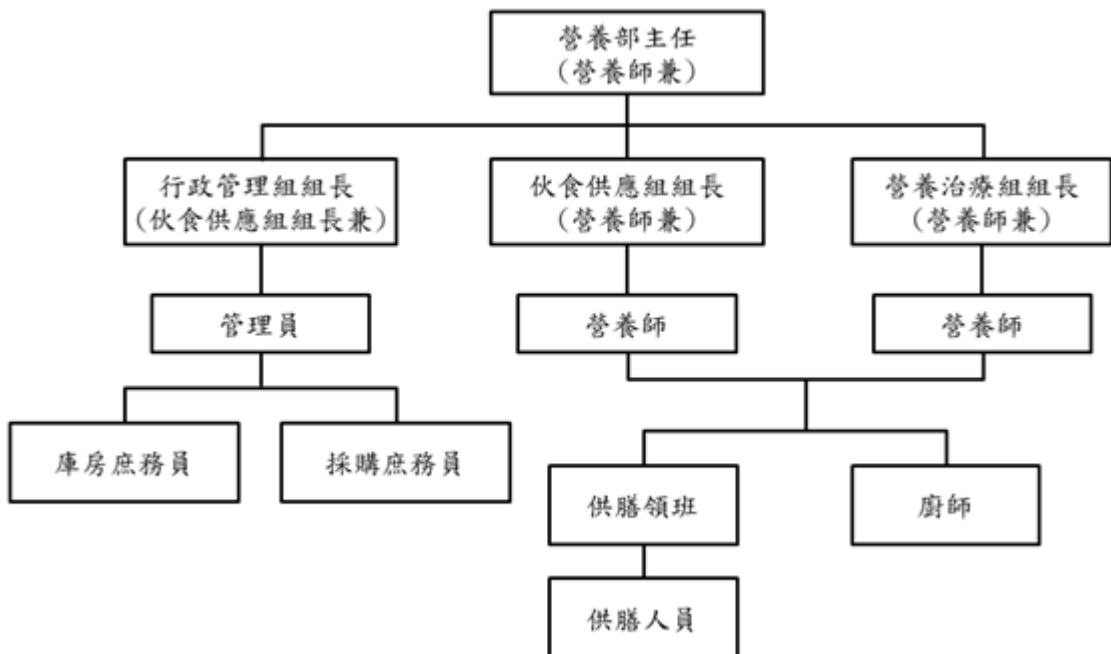 營養部主任
(營養師兼)
行政管理組組長
(伙食供應組組長兼)
伙食供應組組長
(營養師兼)
營養治療組組長
(營養師兼)
管理員
營養師
營養師
庫房庶務員
採購庶務員
供膳領班
廚師
供膳人員